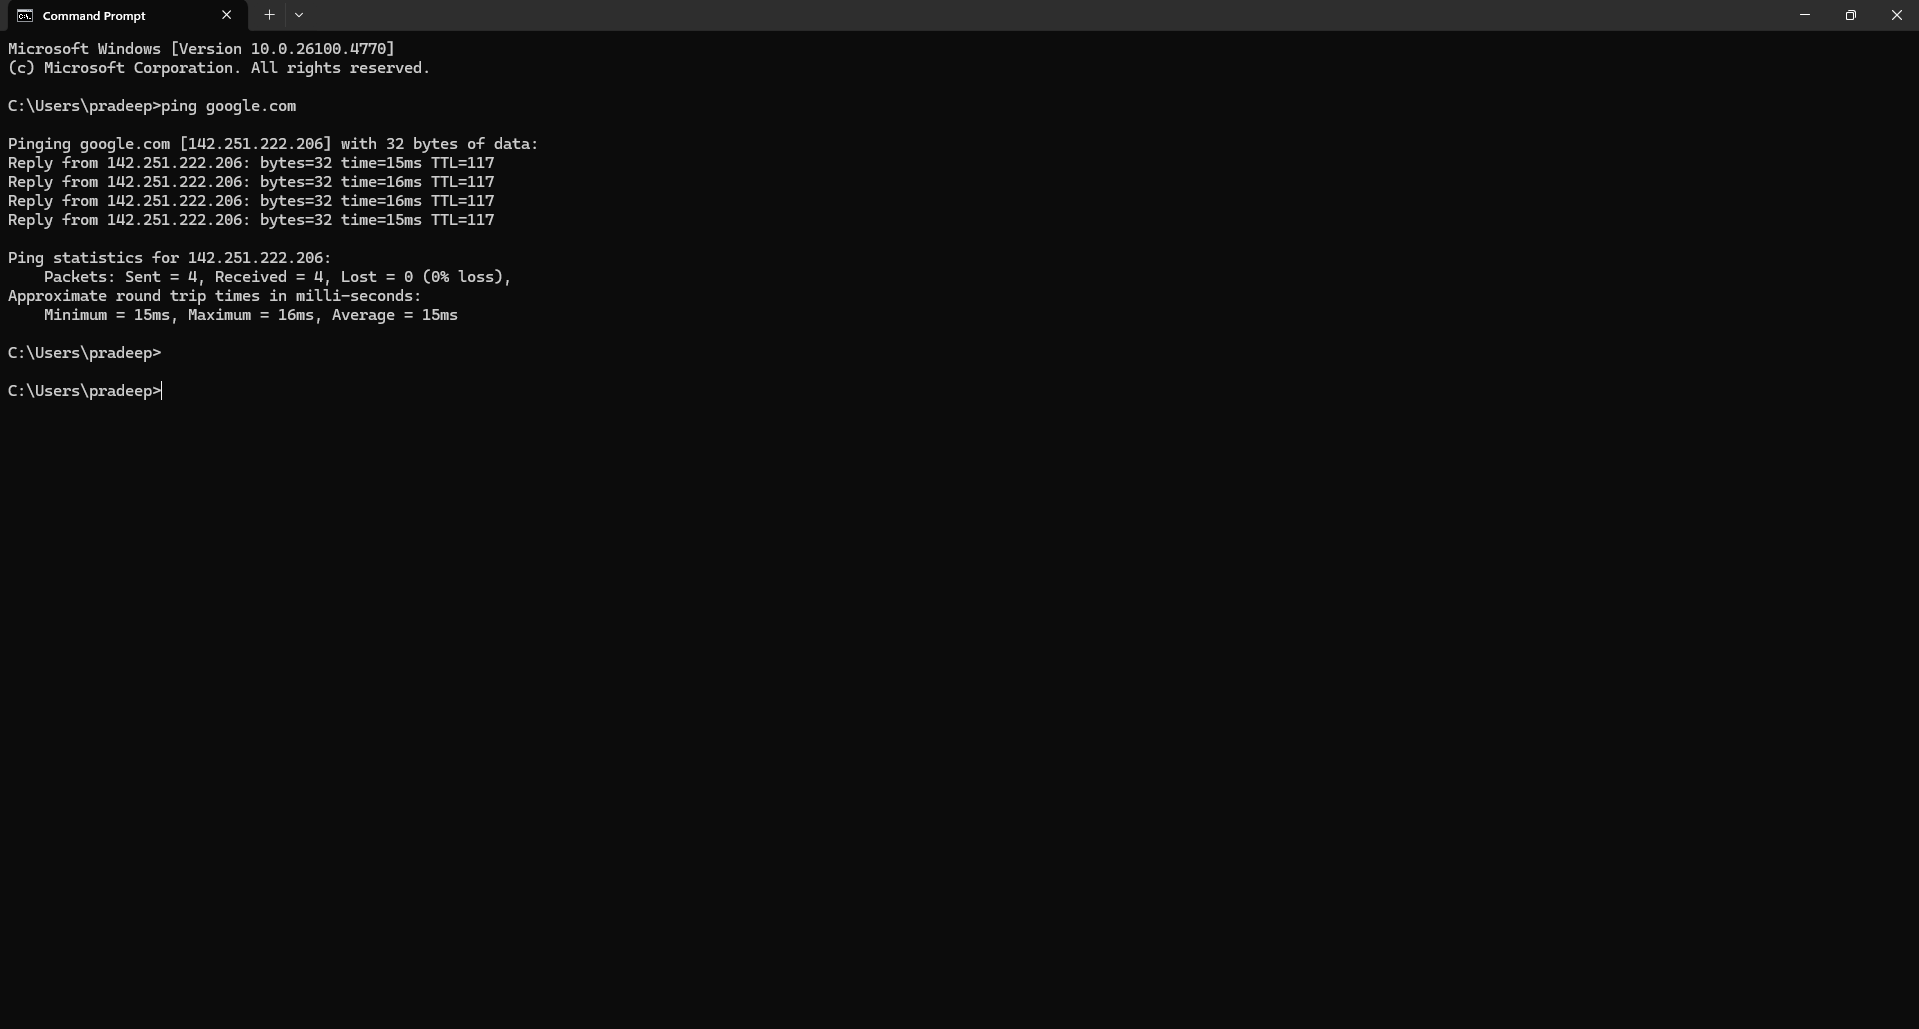 Command Prompt
Microsoft Windows [Version 10.0.26100.4770]
(c) Microsoft Corporation. All rights reserved.
C:\Users\pradeep>ping google.com
Pinging google.com [142.251.222.206] with 32 bytes of data:
Reply from 142.251.222.206: bytes=32 time=15ms TTL=117
Reply from 142.251.222.206: bytes=32 time=16ms TTL=117
Reply from 142.251.222.206: bytes=32 time=16ms TTL=117
Reply from 142.251.222.206: bytes=32 time=15ms TTL=117
Ping statistics for 142.251.222.206:
    Packets: Sent = 4, Received = 4, Lost = 0 (0% loss),
Approximate round trip times in milli-seconds:
    Minimum = 15ms, Maximum = 16ms, Average = 15ms
C:\Users\pradeep>
C:\Users\pradeep>